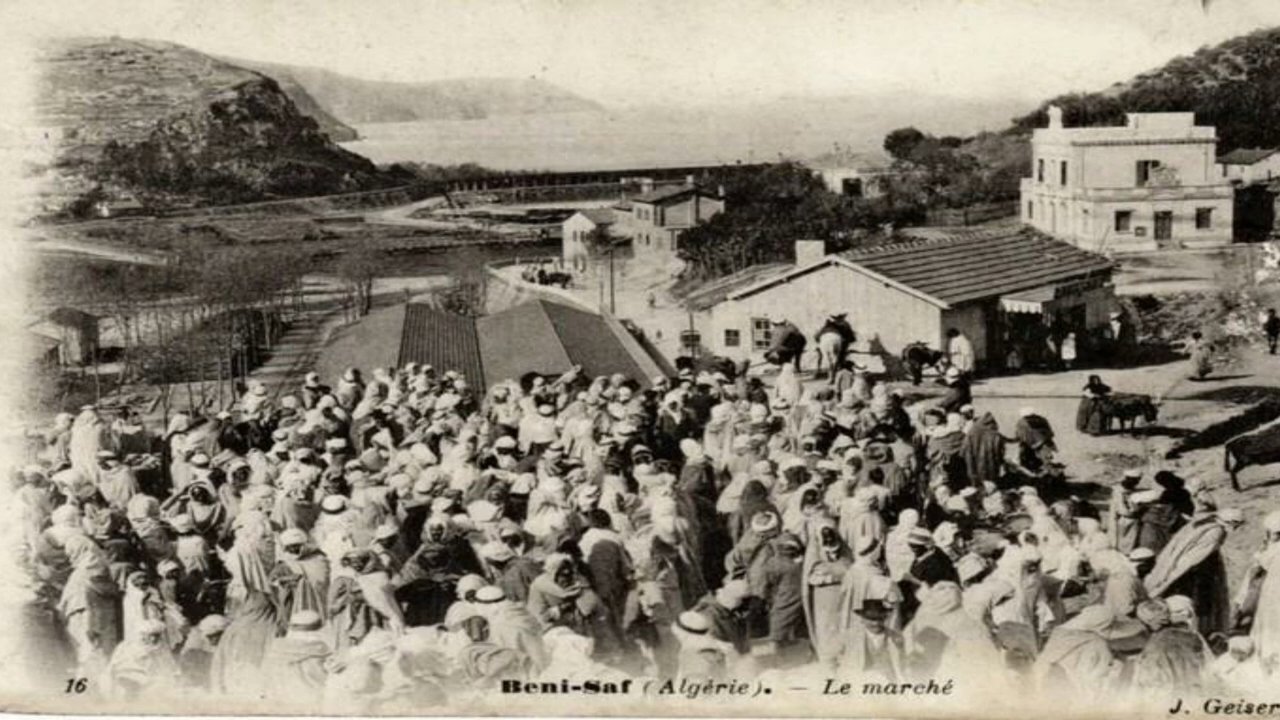 16 Beni-Saf (Algérie). — Le marché
J. Geiser